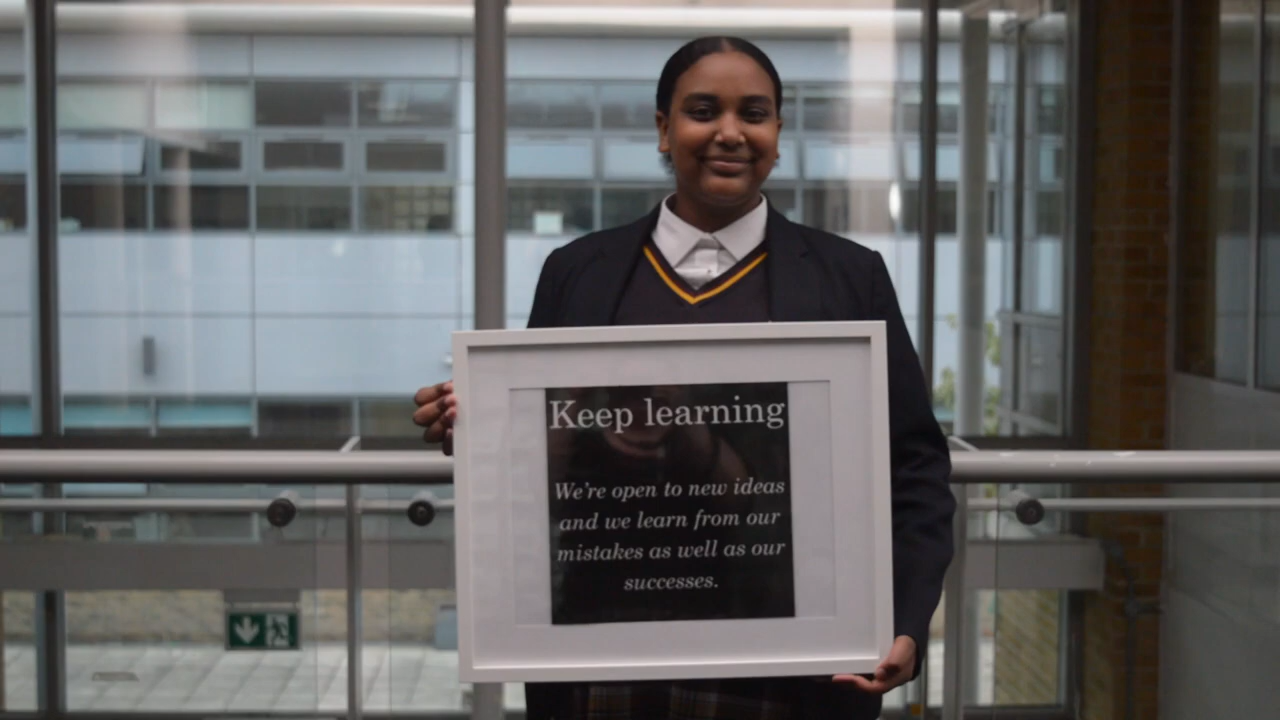 Keep learning
We're open to new ideas
and we learn from our
mistakes as well as our
successes.